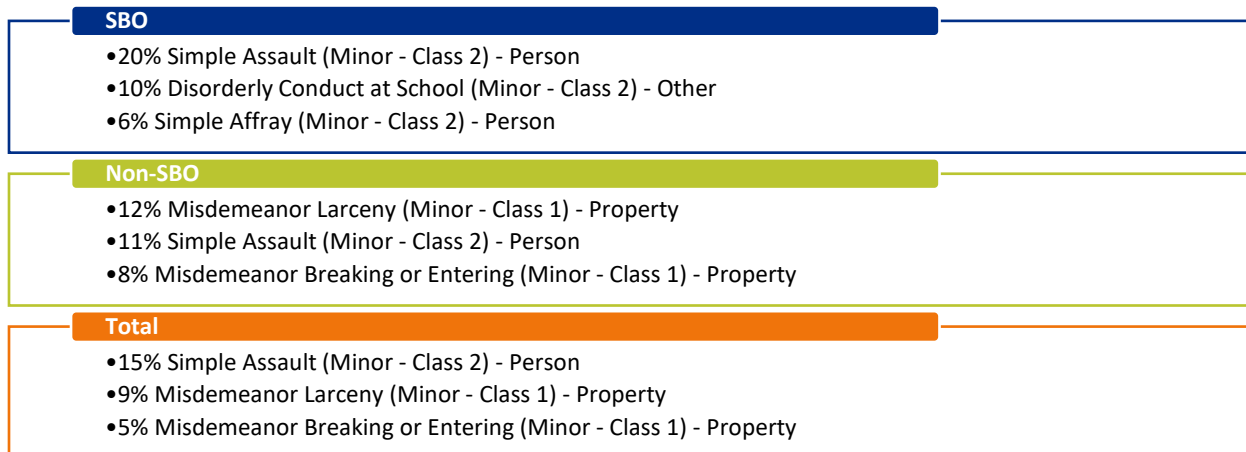 SBO
•20% Simple Assault (Minor - Class 2) - Person
•10% Disorderly Conduct at School (Minor - Class 2) - Other
•6% Simple Affray (Minor - Class 2) - Person
Non-SBO
•12% Misdemeanor Larceny (Minor - Class 1) - Property
•11% Simple Assault (Minor - Class 2) - Person
•8% Misdemeanor Breaking or Entering (Minor - Class 1) - Property
Total
•15% Simple Assault (Minor - Class 2) - Person
•9% Misdemeanor Larceny (Minor - Class 1) - Property
•5% Misdemeanor Breaking or Entering (Minor - Class 1) - Property